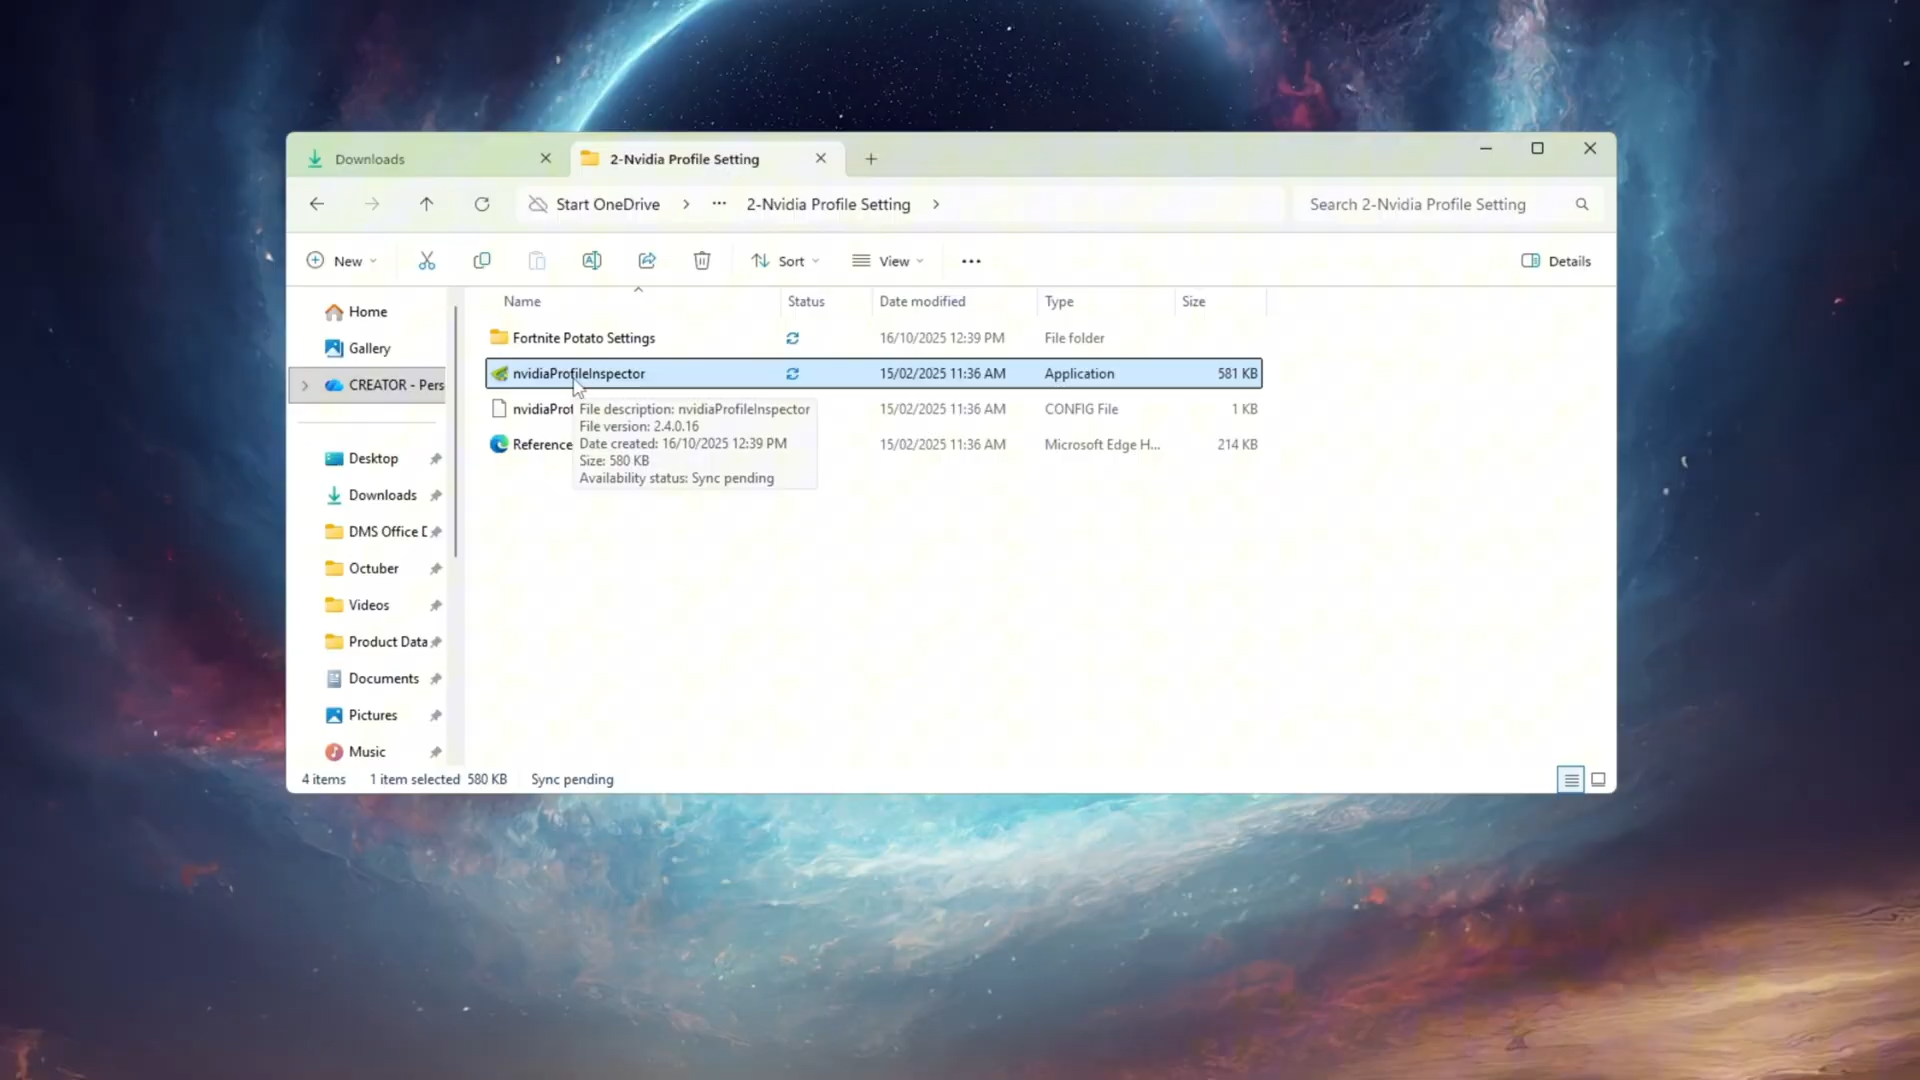 Downloads
2-Nvidia Profile Setting
Start OneDrive
2-Nvidia Profile Setting
Search 2-Nvidia Profile Setting
New
Sort
View
Details
Name
Status
Date modified
Type
Size
Home
Gallery
CREATOR - Pers
Desktop
Downloads
DMS Office D
Octuber
Videos
Product Data
Documents
Pictures
Music
Fortnite Potato Settings
16/10/2025 12:39 PM
File folder
nvidiaProfileInspector
15/02/2025 11:36 AM
Application
581 KB
nvidiaProf
15/02/2025 11:36 AM
CONFIG File
1 KB
Reference
15/02/2025 11:36 AM
Microsoft Edge H...
214 KB
File description: nvidiaProfileInspector
File version: 2.4.0.16
Date created: 16/10/2025 12:39 PM
Size: 580 KB
Availability status: Sync pending
4 items
1 item selected 580 KB
Sync pending